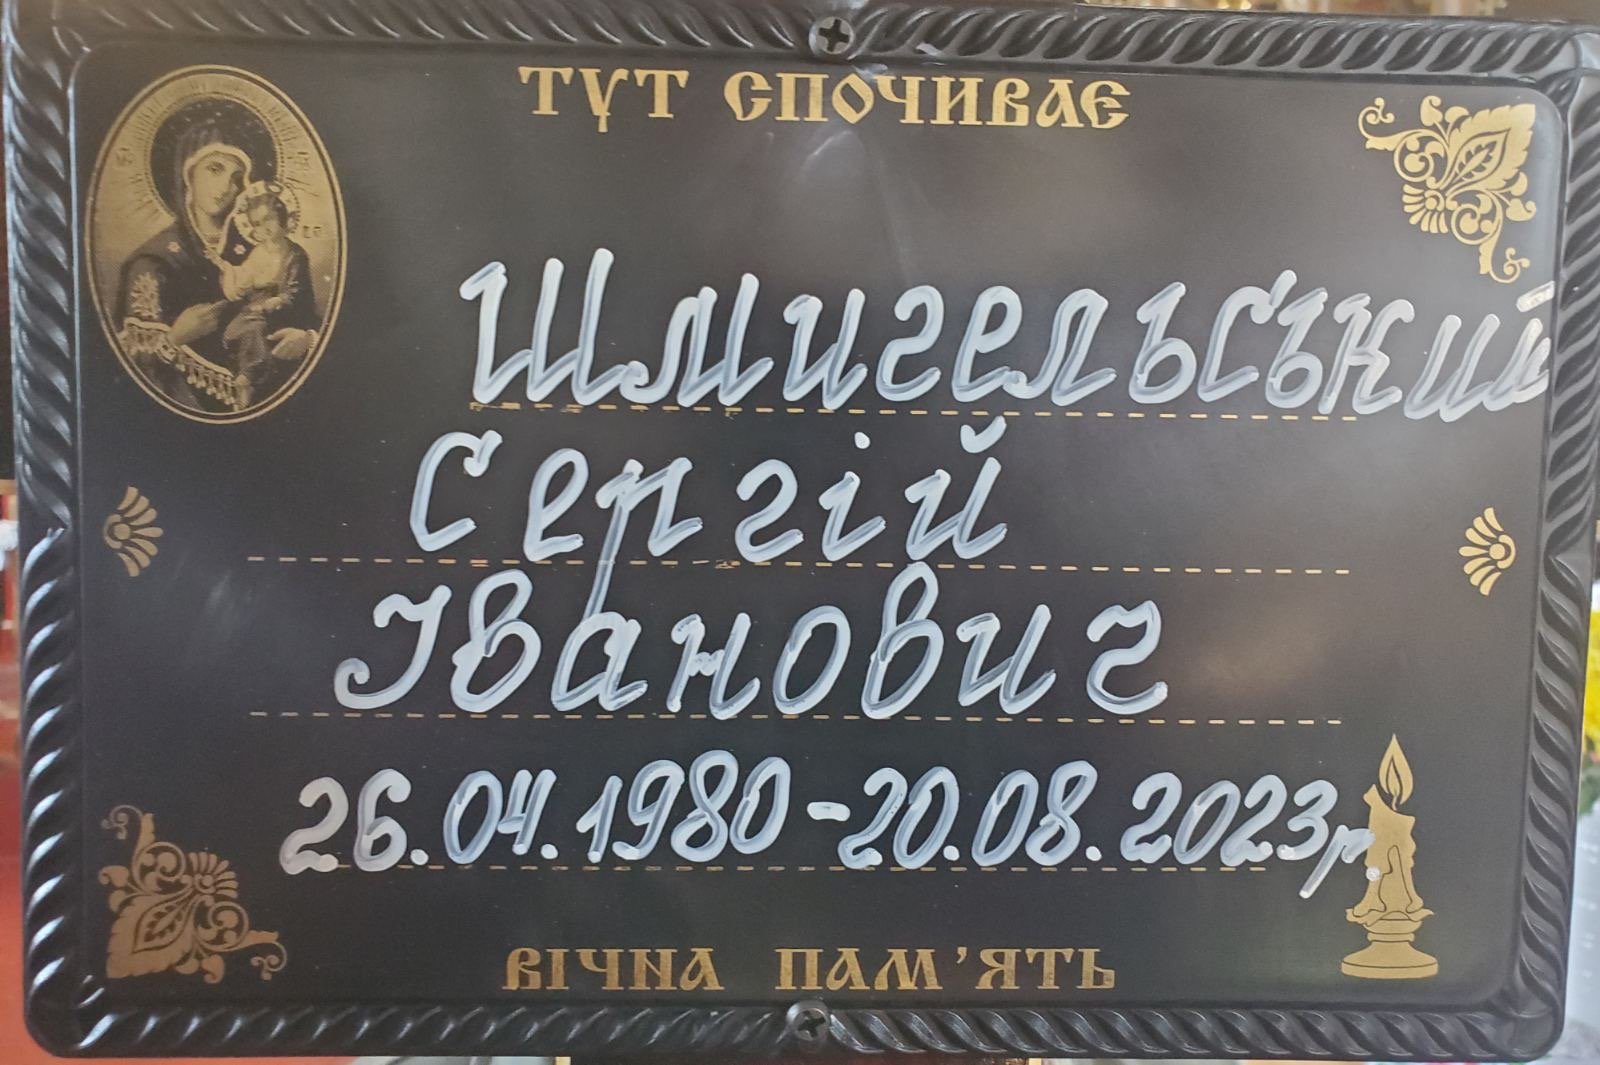 ТУТ СПОЧИВАЄ
Шмигельський
Сергій
Іванович
26.04.1980-20.08.2023р.
ВІЧНА ПАМ'ЯТЬ